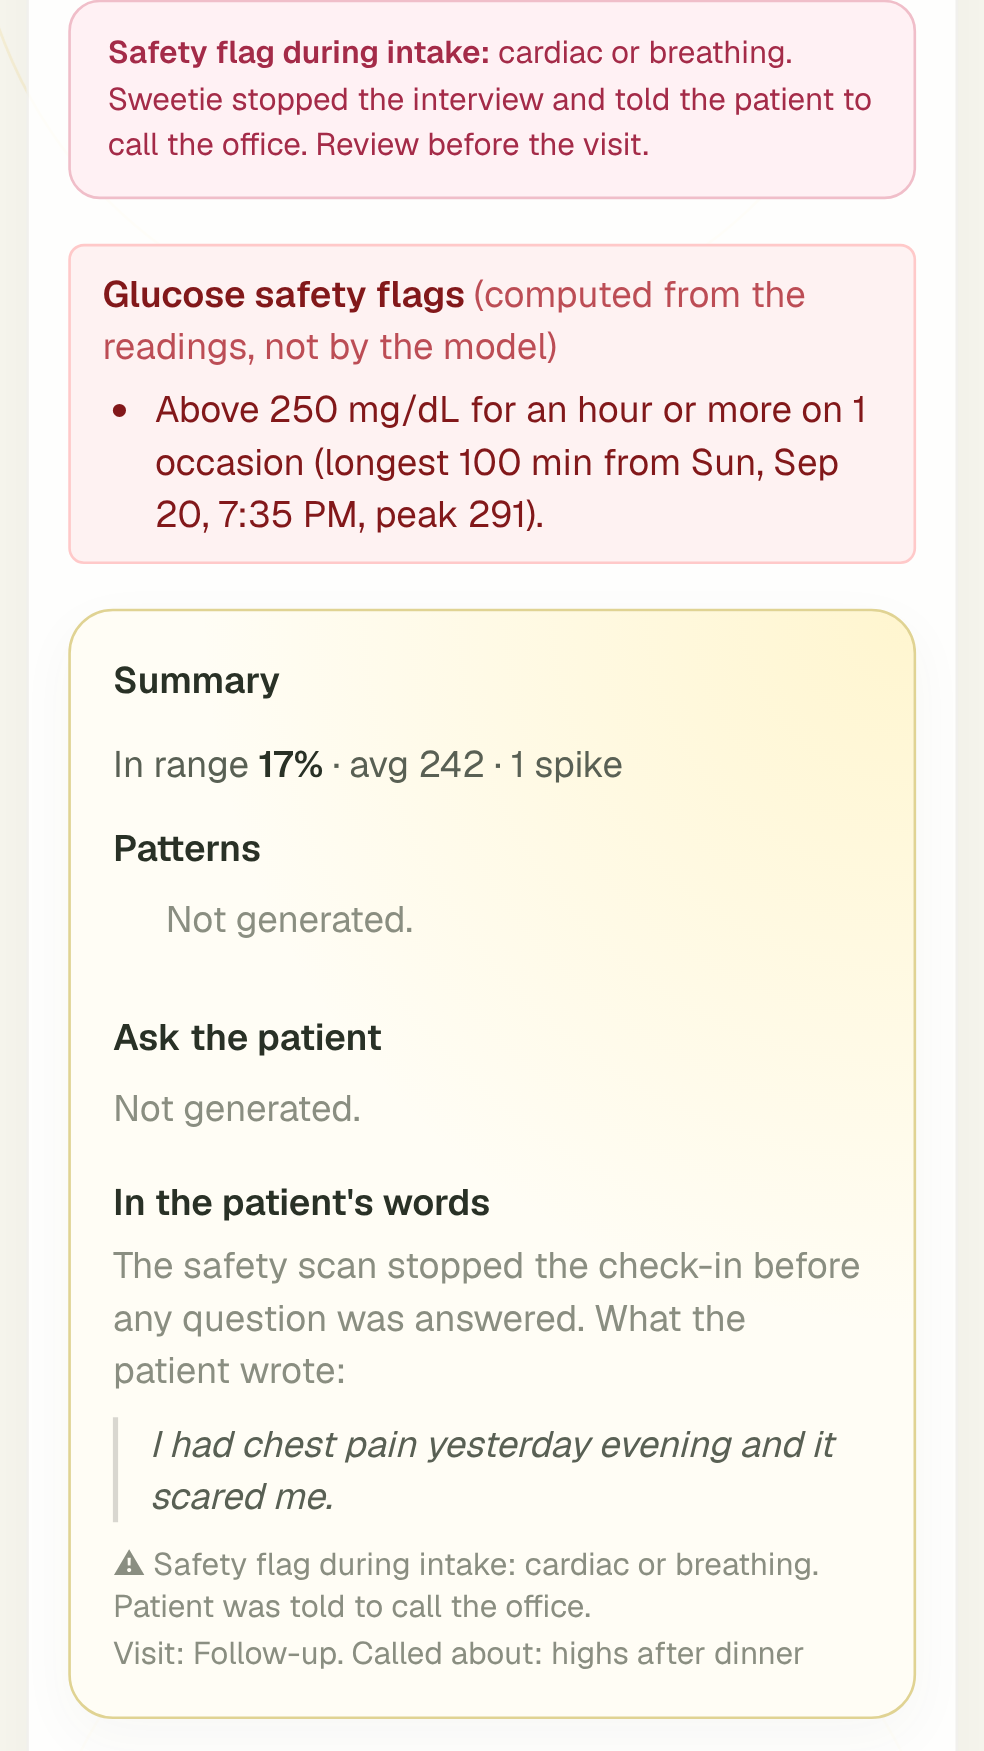 Safety flag during intake: cardiac or breathing.
Sweetie stopped the interview and told the patient to
call the office. Review before the visit.
Glucose safety flags (computed from the
readings, not by the model)
• Above 250 mg/dL for an hour or more on 1
occasion (longest 100 min from Sun, Sep
20, 7:35 PM, peak 291).
Summary
In range 17% · avg 242 · 1 spike
Patterns
Not generated.
Ask the patient
Not generated.
In the patient's words
The safety scan stopped the check-in before
any question was answered. What the
patient wrote:
I had chest pain yesterday evening and it
scared me.
⚠ Safety flag during intake: cardiac or breathing.
Patient was told to call the office.
Visit: Follow-up. Called about: highs after dinner